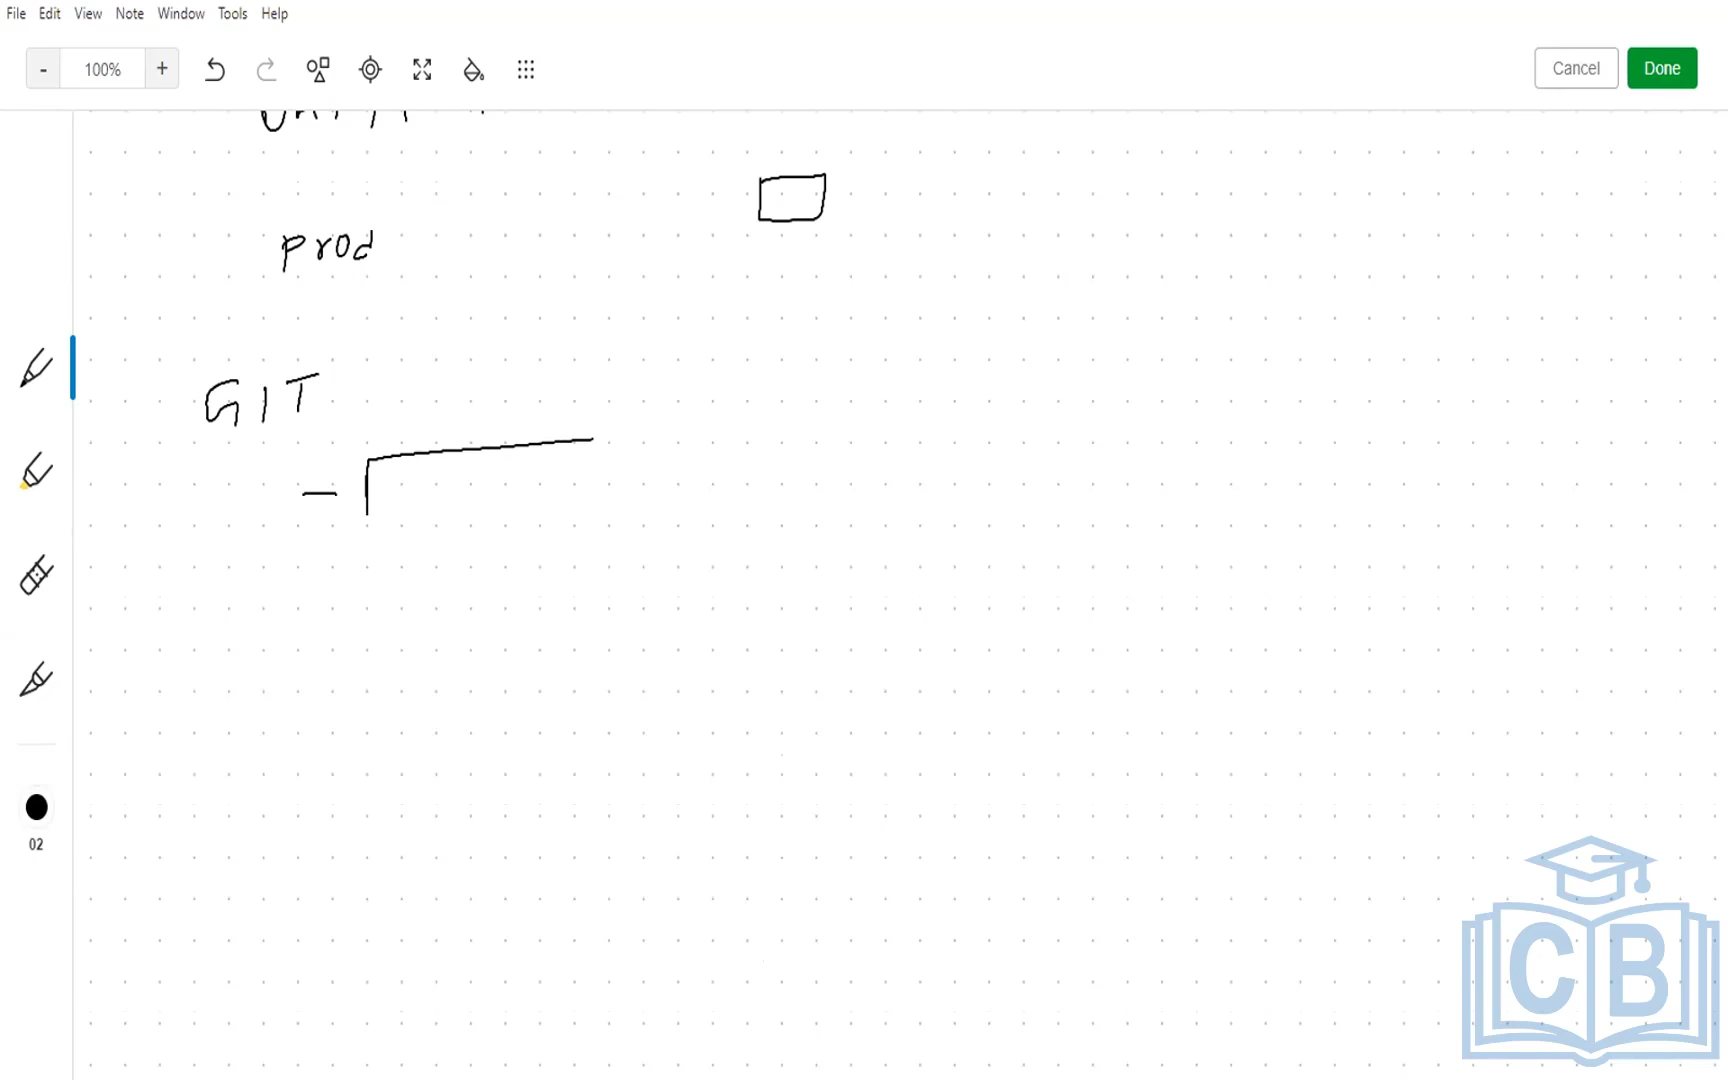 File Edit View Note Window Tools Help
- 100% + Cancel Done
prod
GIT
—
02
CB